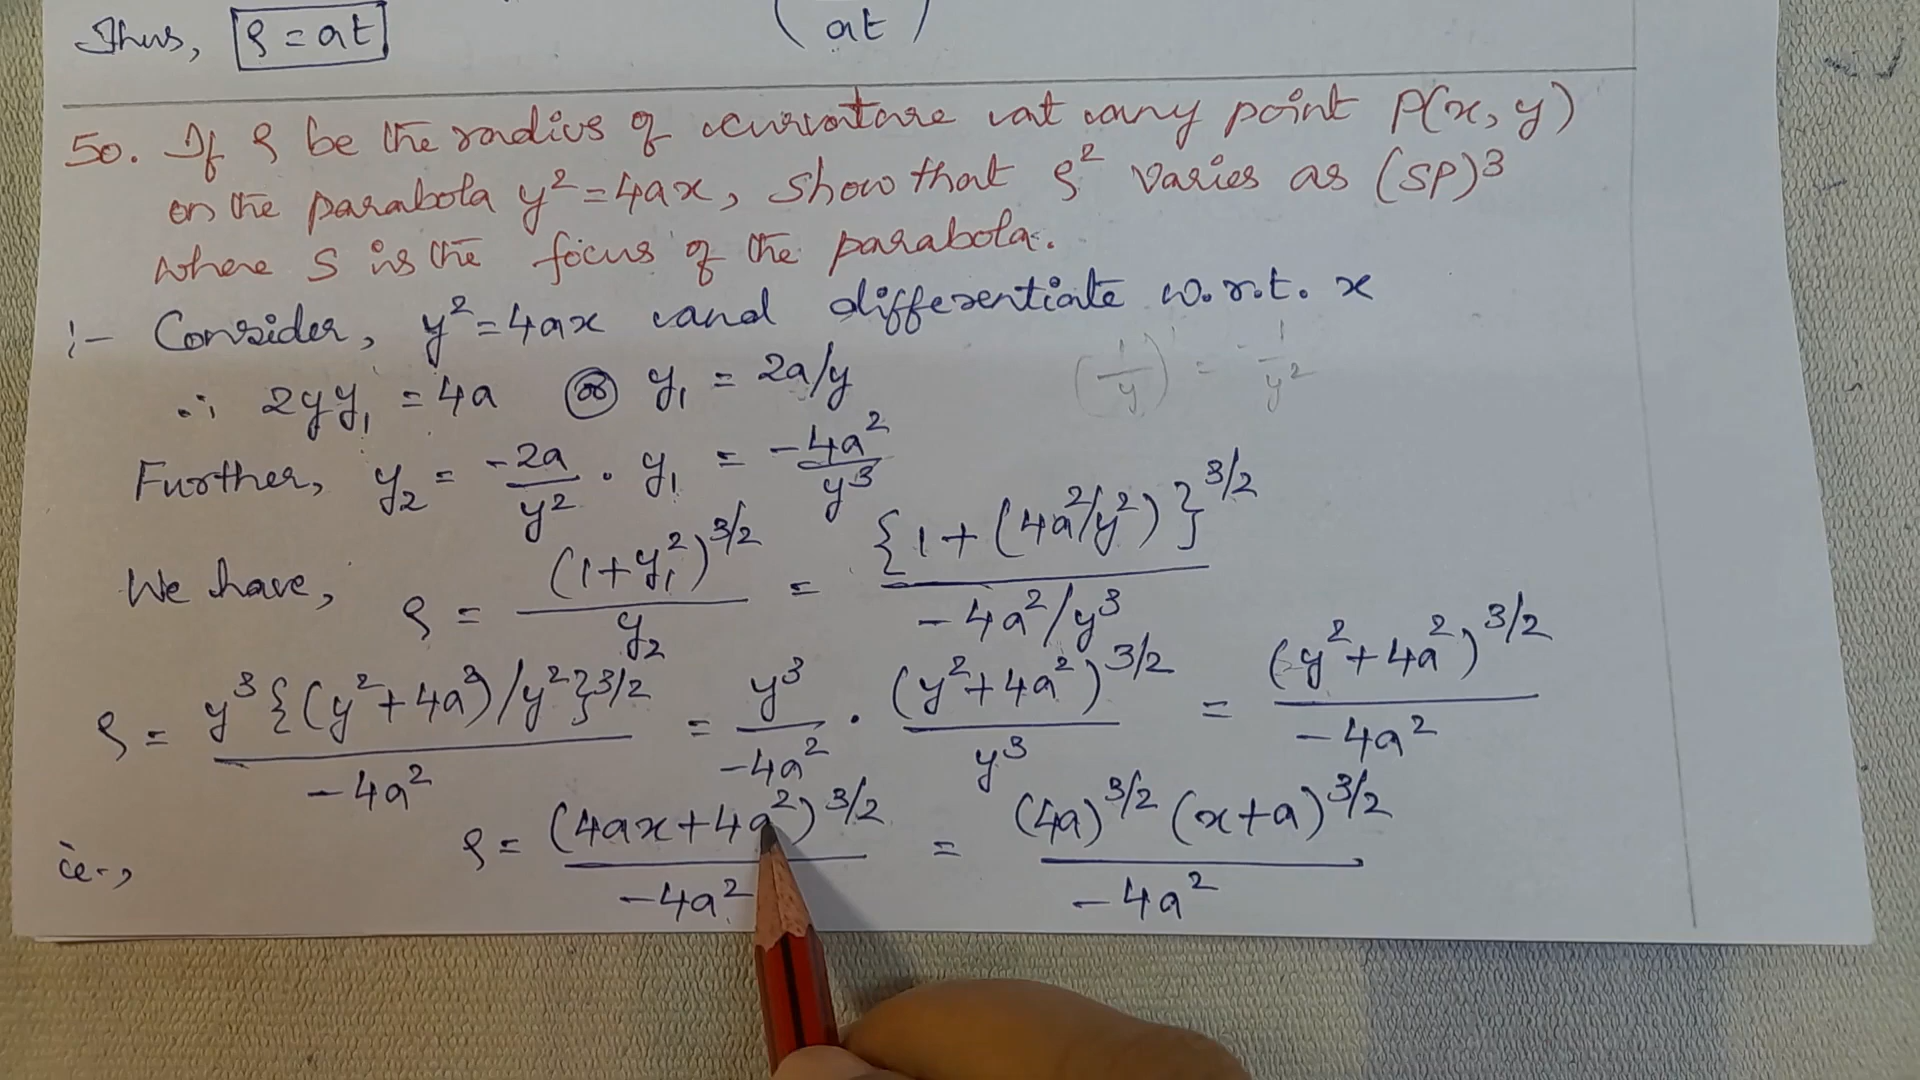 Thus, ρ = at
( at )
50. If ρ be the radius of curvature at any point P(x, y)
on the parabola y² = 4ax, show that ρ² varies as (SP)³
where S is the focus of the parabola.
:- Consider, y² = 4ax and differentiate w.r.t. x
∴ 2yy₁ = 4a or y₁ = 2a/y
(1/y)' = -1/y²
Further, y₂ = -2a/y² · y₁ = -4a²/y³
We have, ρ = (1+y₁²)^3/2 / y₂ = {1 + (4a²/y²)}^3/2 / -4a²/y³
ρ = y³{(y²+4a²)/y²}^3/2 / -4a² = y³/-4a² · (y²+4a²)^3/2 / y³ = (y²+4a²)^3/2 / -4a²
ie., ρ = (4ax+4a²)^3/2 / -4a² = (4a)^3/2 (x+a)^3/2 / -4a²